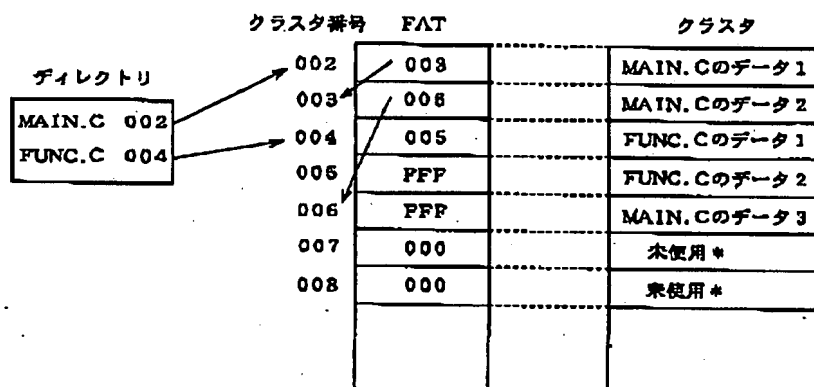 クラスタ番号 FAT クラスタ
ディレクトリ
MAIN.C 002
FUNC.C 004
002 003 MAIN.Cのデータ1
003 006 MAIN.Cのデータ2
004 005 FUNC.Cのデータ1
005 FFF FUNC.Cのデータ2
006 FFF MAIN.Cのデータ3
007 000 未使用*
008 000 未使用*